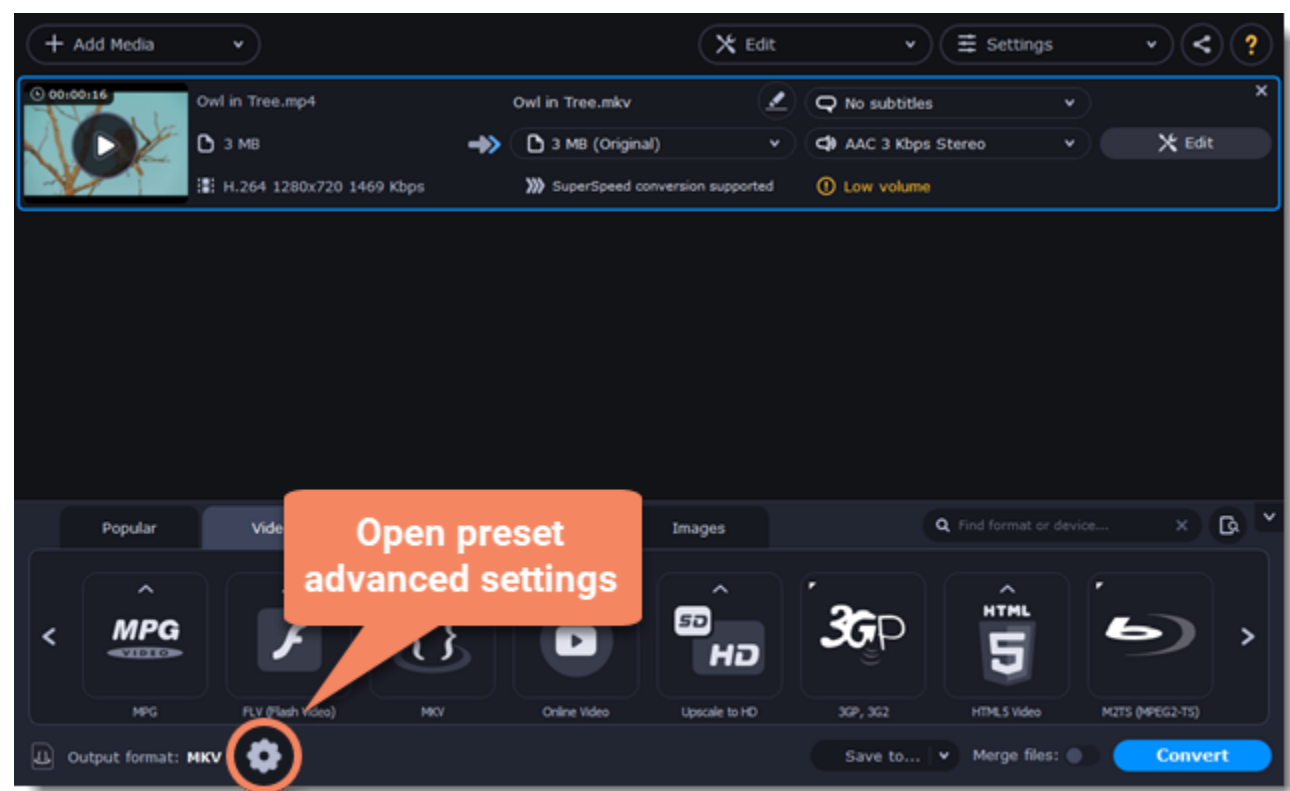 Add Media
Edit
Settings
?
00:00:16
Owl in Tree.mp4
Owl in Tree.mkv
No subtitles
3 MB
3 MB (Original)
AAC 3 Kbps Stereo
Edit
H.264 1280x720 1469 Kbps
SuperSpeed conversion supported
Low volume
Open preset
advanced settings
Popular
Vide
Images
Find format or device...
MPG
VIDEO
SD
HD
3GP
HTML
5
MPG
FLV (Flash Video)
MKV
Online Video
Upscale to HD
3GP, 3G2
HTML5 Video
M2TS (MPEG2-TS)
Output format: MKV
Save to...
Merge files:
Convert